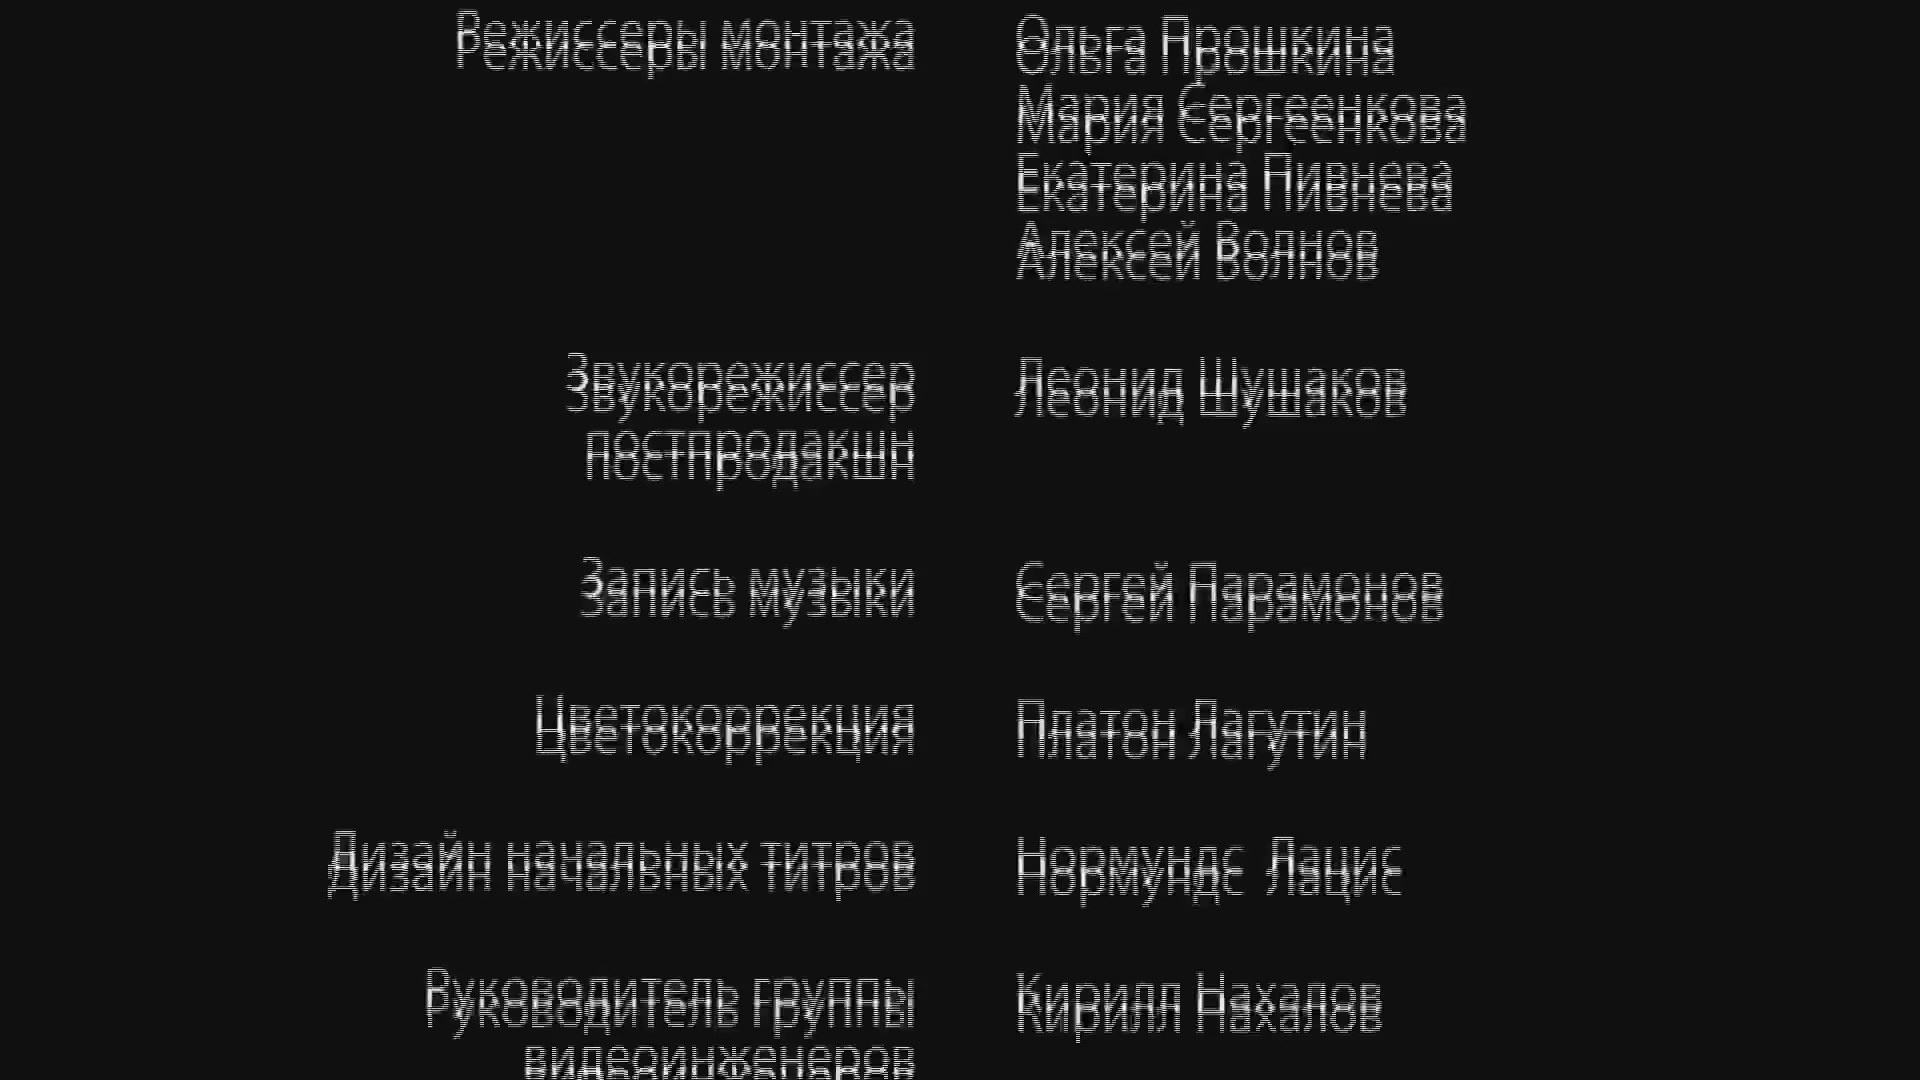 Режиссеры монтажа Ольга Прошкина
Мария Сергеенкова
Екатерина Пивнева
Алексей Волнов
Звукорежиссер Леонид Шушаков
постпродакшн
Запись музыки Сергей Парамонов
Цветокоррекция Платон Лагутин
Дизайн начальных титров Нормундс Лацис
Руководитель группы Кирилл Нахалов
видеоинженеров